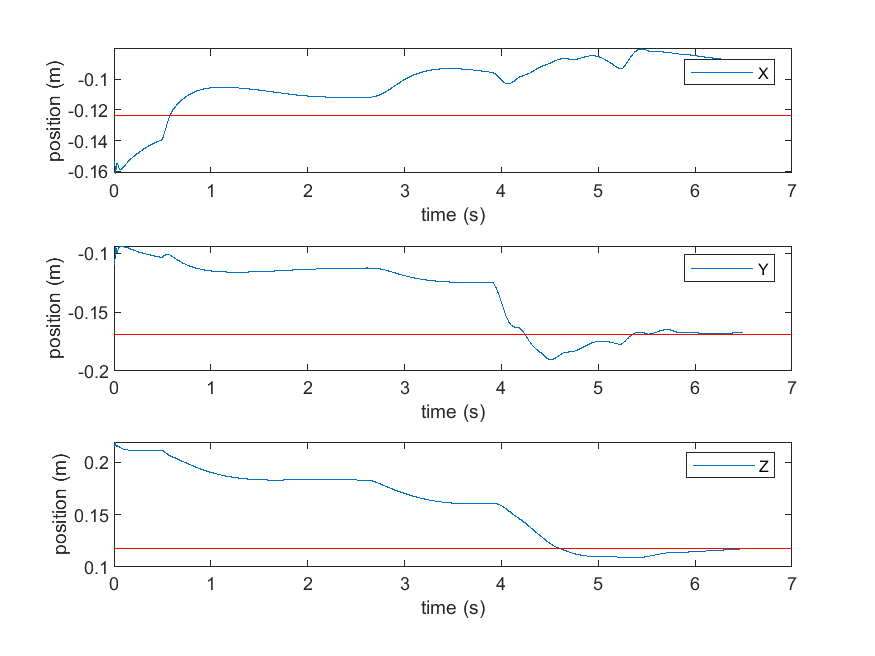 position (m)
-0.1
-0.12
-0.14
-0.16
X
0 1 2 3 4 5 6 7
time (s)
position (m)
-0.1
-0.15
-0.2
Y
0 1 2 3 4 5 6 7
time (s)
position (m)
0.2
0.15
0.1
Z
0 1 2 3 4 5 6 7
time (s)